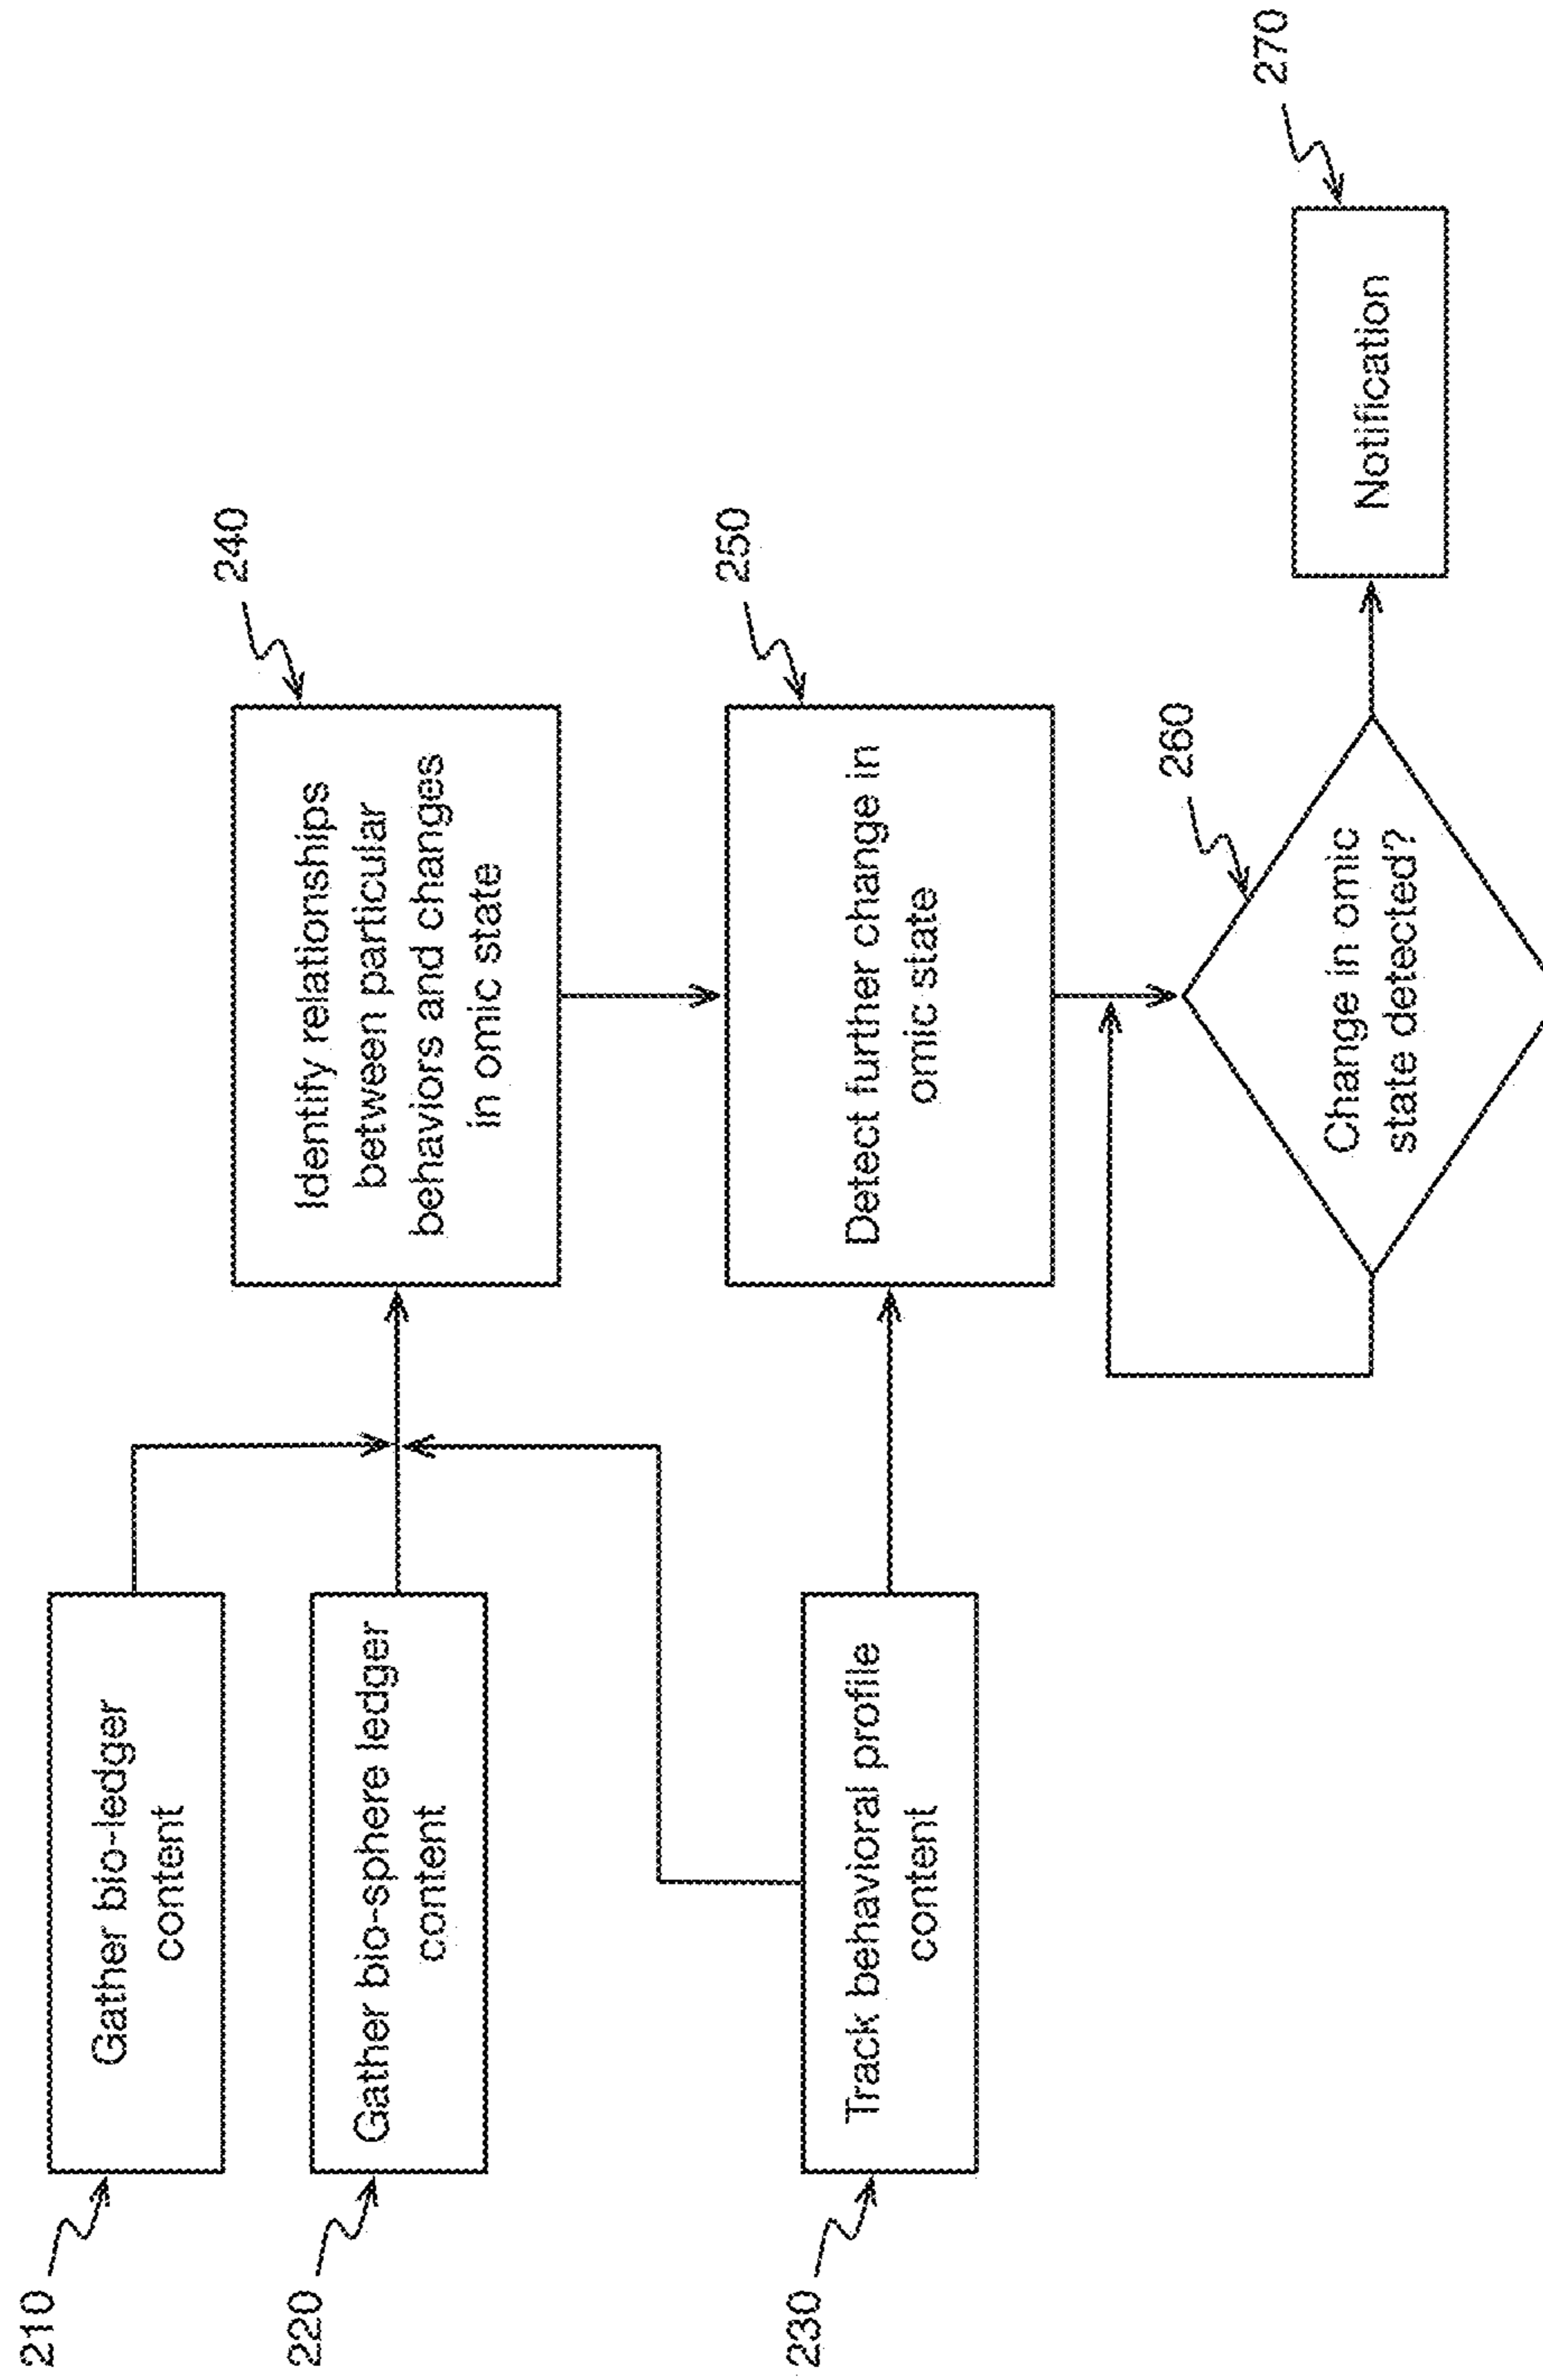 210
Gather bio-ledger
content
220
Gather bio-sphere ledger
content
230
Track behavioral profile
content
240
Identify relationships
between particular
behaviors and changes
in omic state
250
Detect further change in
omic state
260
Change in omic
state detected?
270
Notification